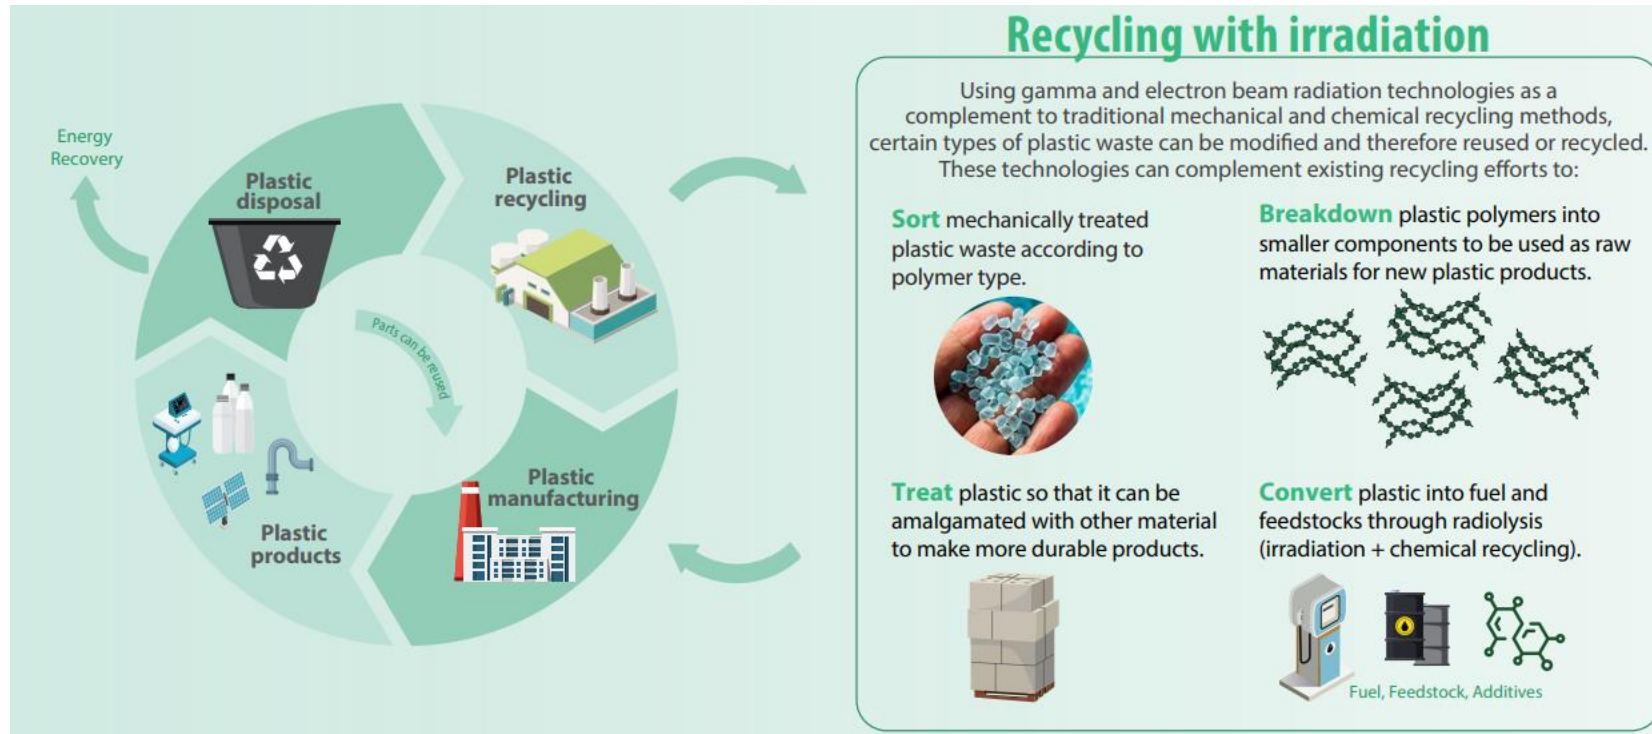 Recycling with irradiation
Using gamma and electron beam radiation technologies as a
complement to traditional mechanical and chemical recycling methods,
certain types of plastic waste can be modified and therefore reused or recycled.
These technologies can complement existing recycling efforts to:
Energy
Recovery
Plastic
disposal
Plastic
recycling
Parts can be reused
Plastic
manufacturing
Plastic
products
Sort mechanically treated
plastic waste according to
polymer type.
Breakdown plastic polymers into
smaller components to be used as raw
materials for new plastic products.
Treat plastic so that it can be
amalgamated with other material
to make more durable products.
Convert plastic into fuel and
feedstocks through radiolysis
(irradiation + chemical recycling).
Fuel, Feedstock, Additives